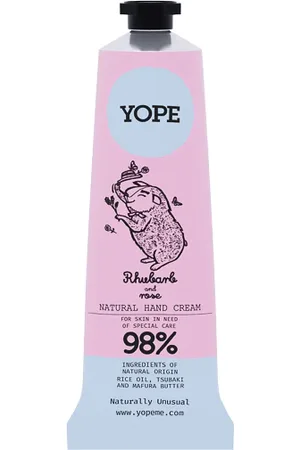 YOPE
Rhubarb
and
rose
NATURAL HAND CREAM
FOR SKIN IN NEED
OF SPECIAL CARE
98%
INGREDIENTS OF
NATURAL ORIGIN
RICE OIL, TSUBAKI
AND MAFURA BUTTER
Naturally Unusual
www.yopeme.com